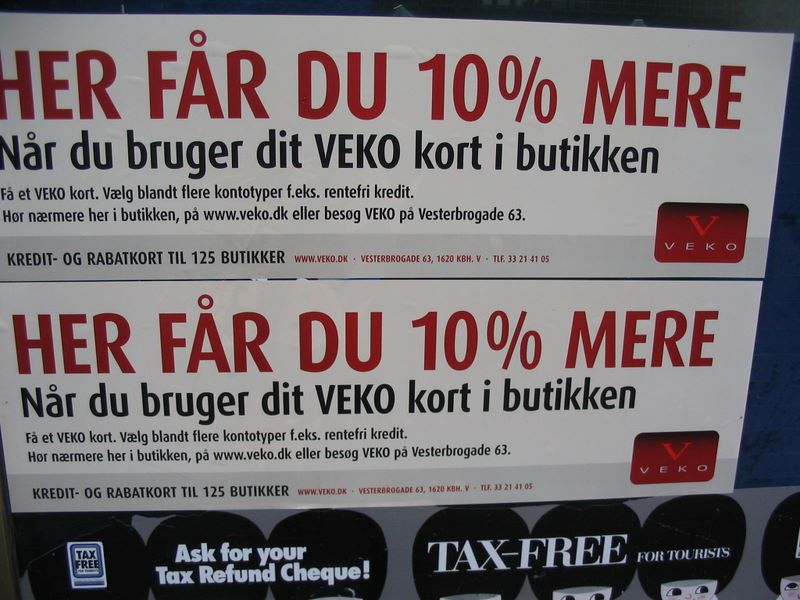 HER FÅR DU 10% MERE
Når du bruger dit VEKO kort i butikken
Få et VEKO kort. Vælg blandt flere kontotyper f.eks. rentefri kredit.
Hør nærmere her i butikken, på www.veko.dk eller besøg VEKO på Vesterbrogade 63.
V
VEKO
KREDIT- OG RABATKORT TIL 125 BUTIKKER WWW.VEKO.DK · VESTERBROGADE 63, 1620 KBH. V · TLF. 33 21 41 05
HER FÅR DU 10% MERE
Når du bruger dit VEKO kort i butikken
Få et VEKO kort. Vælg blandt flere kontotyper f.eks. rentefri kredit.
Hør nærmere her i butikken, på www.veko.dk eller besøg VEKO på Vesterbrogade 63.
V
VEKO
KREDIT- OG RABATKORT TIL 125 BUTIKKER WWW.VEKO.DK · VESTERBROGADE 63, 1620 KBH. V · TLF. 33 21 41 05
TAX
FREE
Ask for your
Tax Refund Cheque!
TAX-FREE FOR TOURISTS